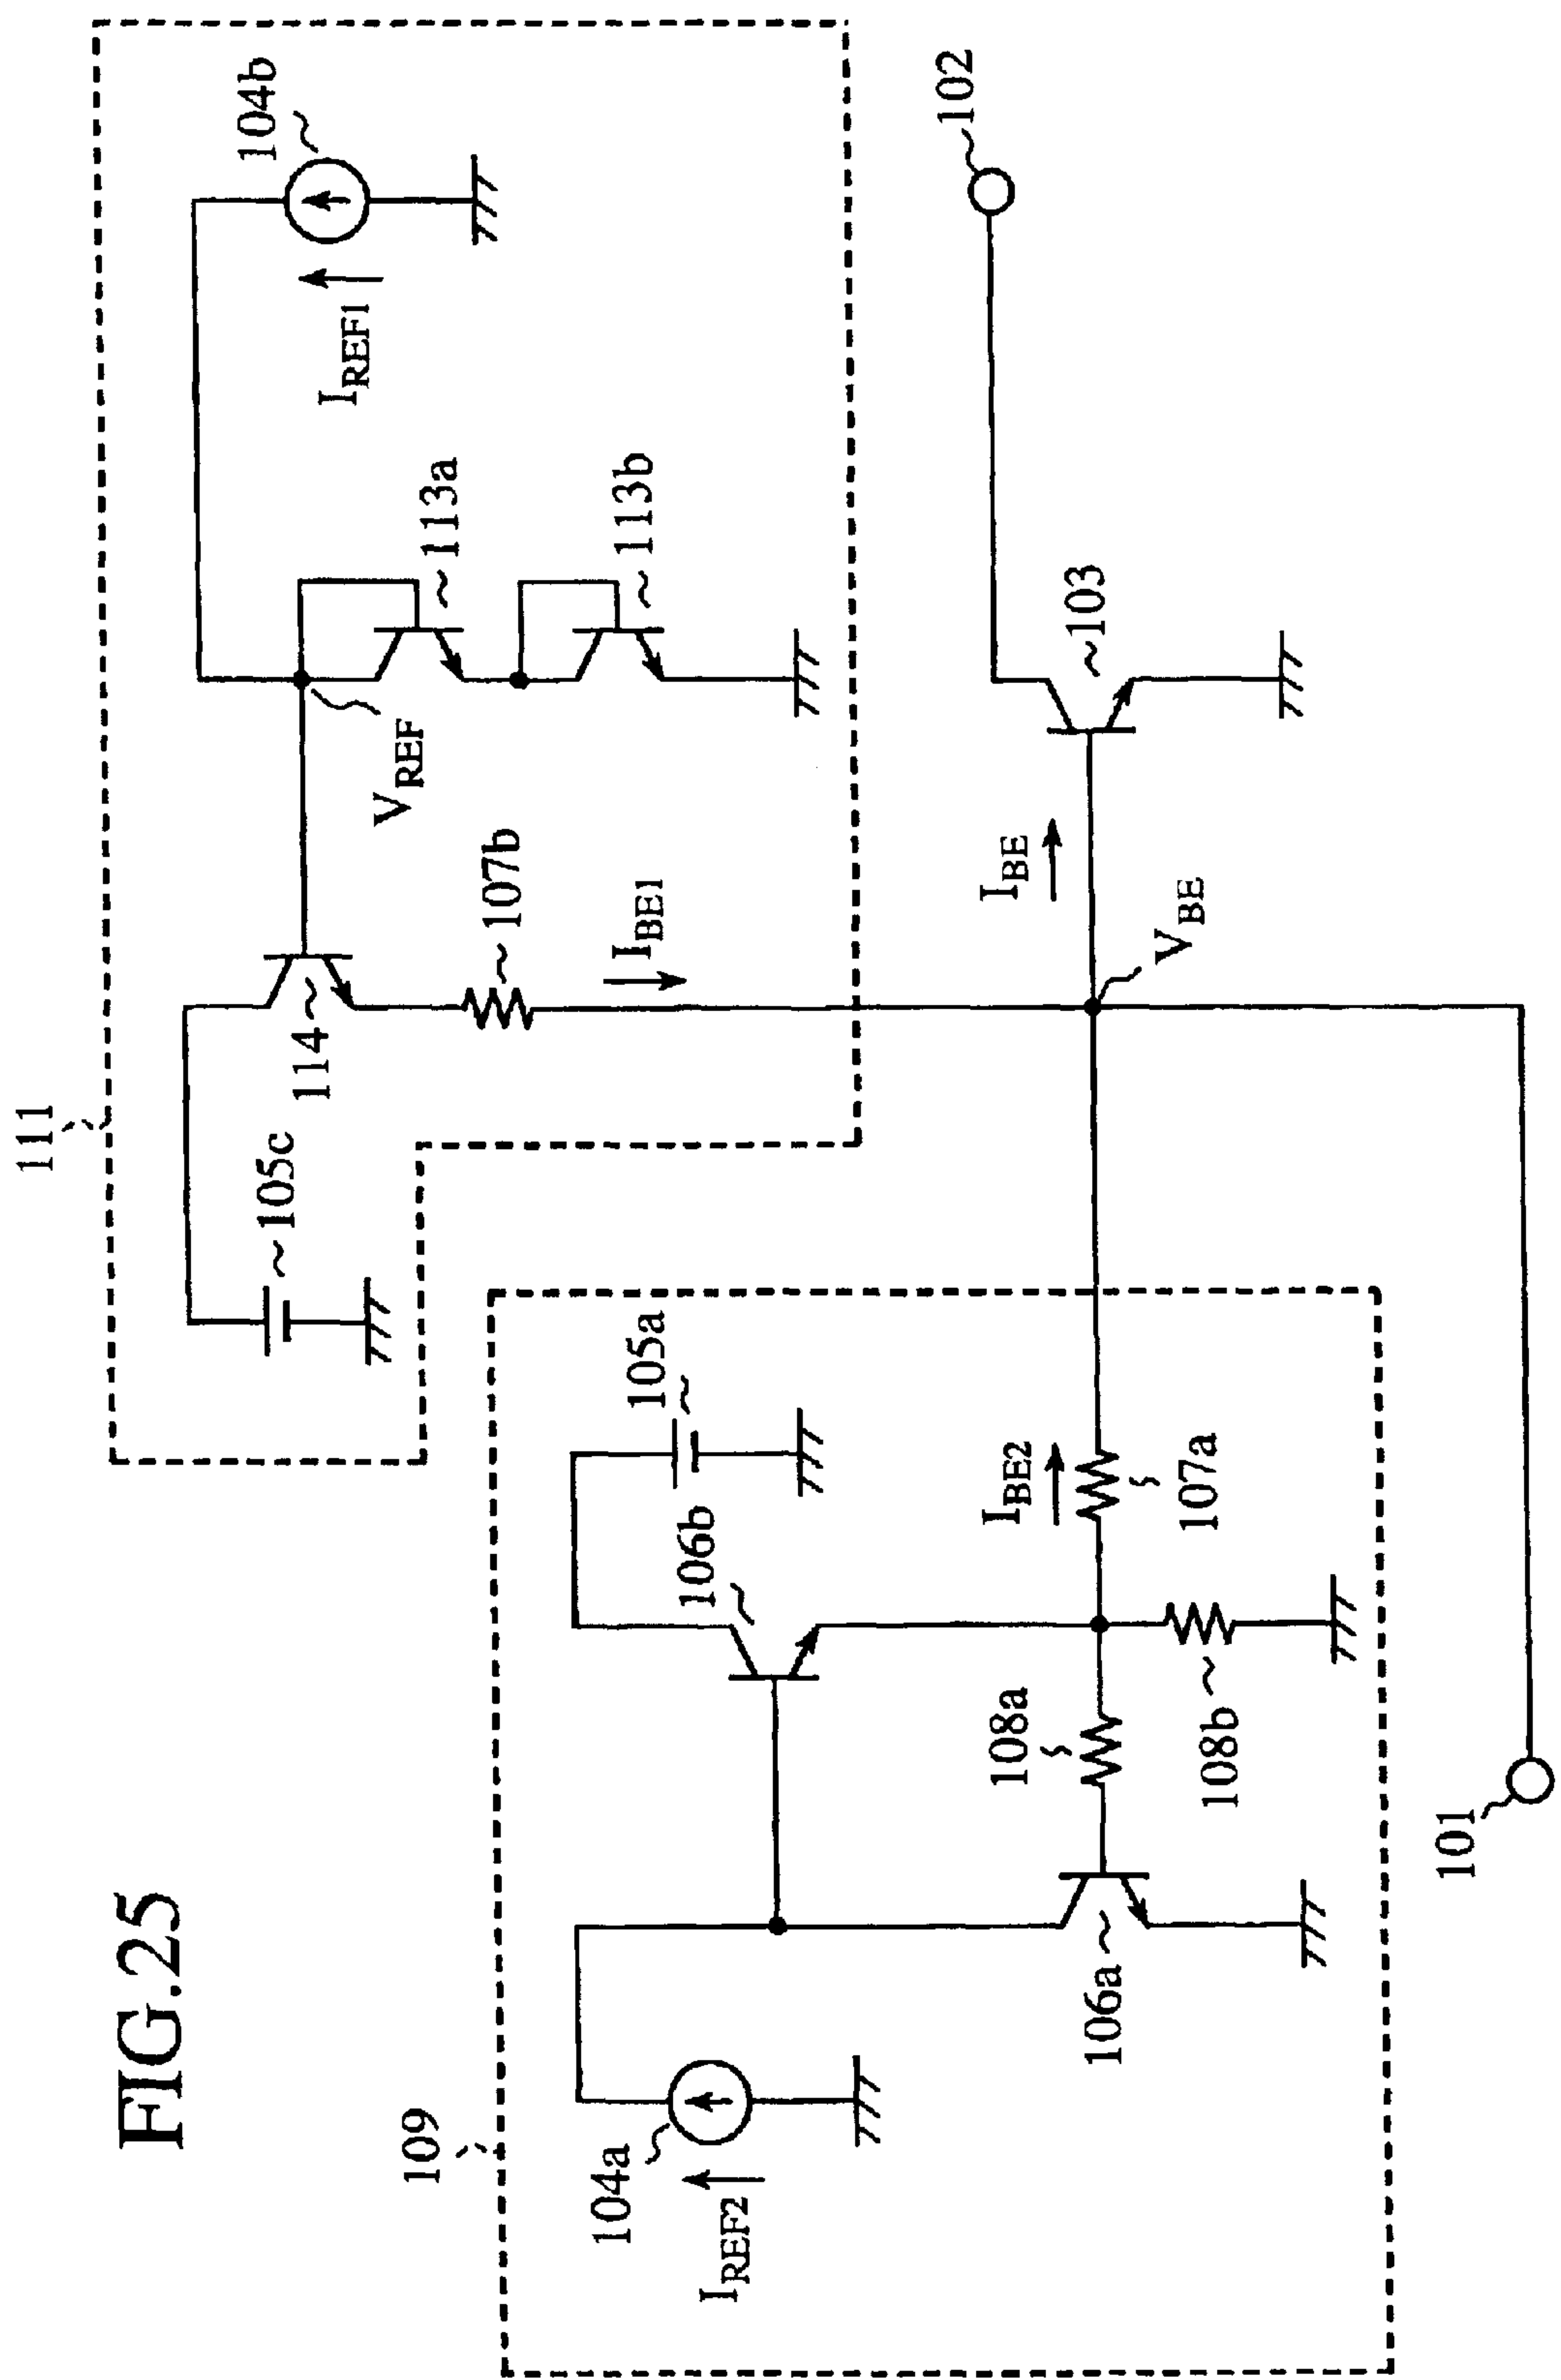 FIG.25
111
104b
I_REF1
105c
114
113a
V_REF
107b
113b
I_BE1
102
109
104a
I_REF2
106b
105a
I_BE2
I_BE
103
108a
106a
107a
V_BE
108b
101